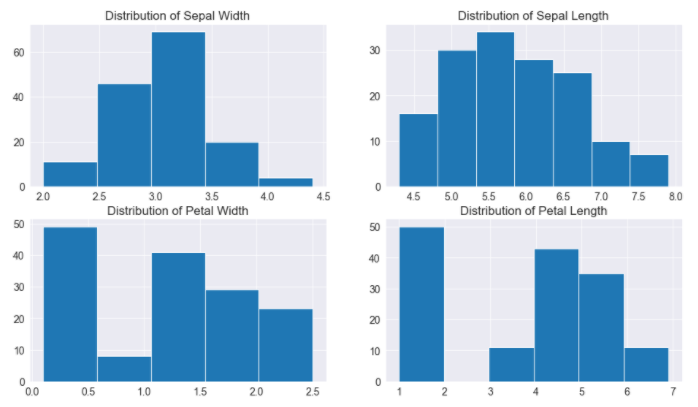 Distribution of Sepal Width
60
40
20
0
2.0 2.5 3.0 3.5 4.0 4.5
Distribution of Sepal Length
30
20
10
0
4.5 5.0 5.5 6.0 6.5 7.0 7.5 8.0
Distribution of Petal Width
50
40
30
20
10
0
0.0 0.5 1.0 1.5 2.0 2.5
Distribution of Petal Length
50
40
30
20
10
0
1 2 3 4 5 6 7